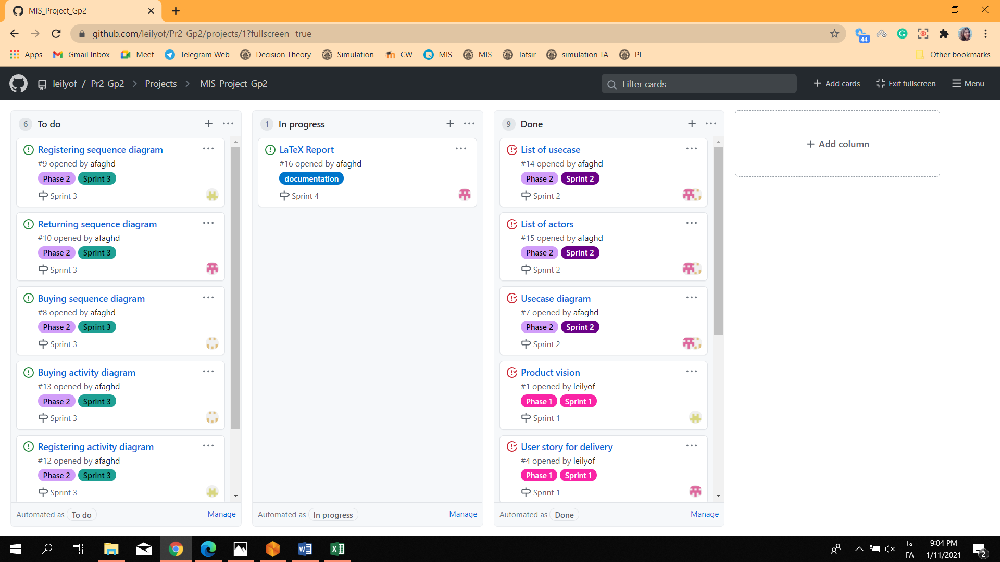 MIS_Project_Gp2
github.com/leilyof/Pr2-Gp2/projects/1?fullscreen=true
44
Apps
Gmail Inbox
Meet
Telegram Web
Decision Theory
Simulation
CW
MIS
MIS
Tafsir
simulation TA
PL
Other bookmarks
leilyof / Pr2-Gp2 > Projects > MIS_Project_Gp2
Filter cards
Add cards
Exit fullscreen
Menu
6 To do
Registering sequence diagram
#9 opened by afaghd
Phase 2 Sprint 3
Sprint 3
Returning sequence diagram
#10 opened by afaghd
Phase 2 Sprint 3
Sprint 3
Buying sequence diagram
#8 opened by afaghd
Phase 2 Sprint 3
Sprint 3
Buying activity diagram
#13 opened by afaghd
Phase 2 Sprint 3
Sprint 3
Registering activity diagram
#12 opened by afaghd
Phase 2 Sprint 3
Sprint 3
Automated as To do
Manage
1 In progress
LaTeX Report
#16 opened by afaghd
documentation
Sprint 4
Automated as In progress
Manage
9 Done
List of usecase
#14 opened by afaghd
Phase 2 Sprint 2
Sprint 2
List of actors
#15 opened by afaghd
Phase 2 Sprint 2
Sprint 2
Usecase diagram
#7 opened by afaghd
Phase 2 Sprint 2
Sprint 2
Product vision
#1 opened by leilyof
Phase 1 Sprint 1
Sprint 1
User story for delivery
#4 opened by leilyof
Phase 1 Sprint 1
Sprint 1
Automated as Done
Manage
Add column
فا
FA
9:04 PM
1/11/2021
2